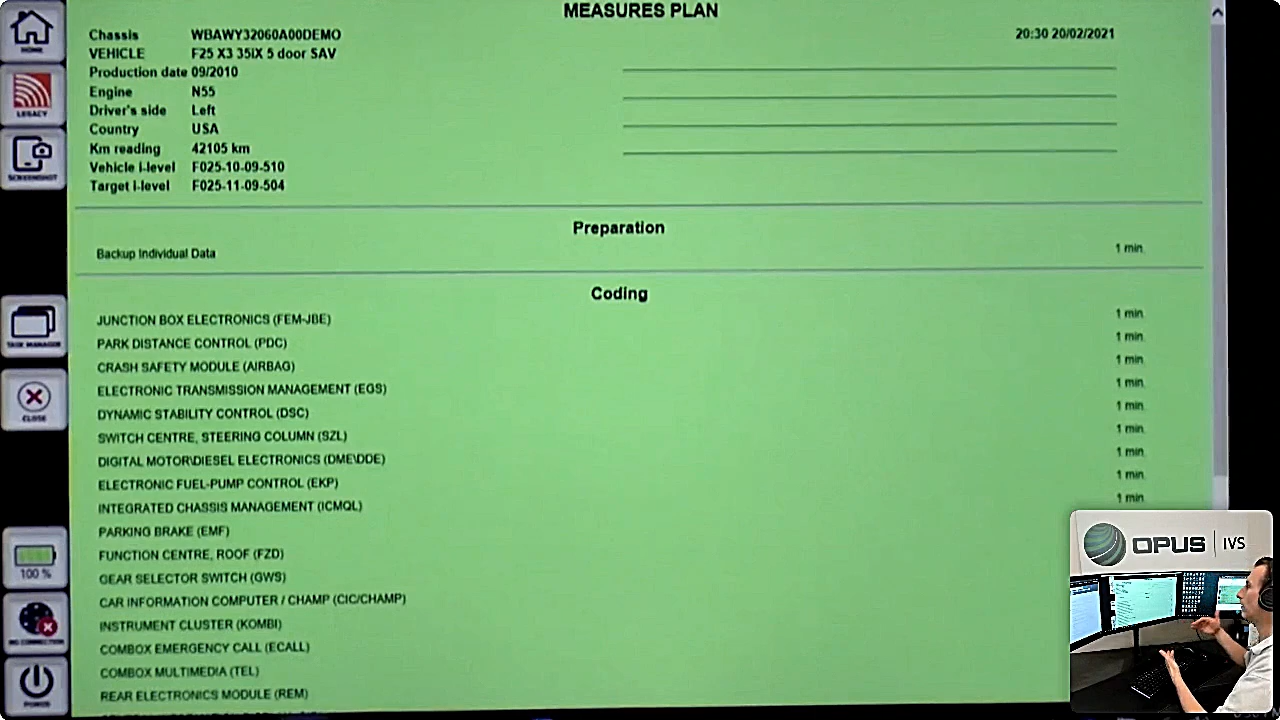 MEASURES PLAN
Chassis WBAWY32060A00DEMO 20:30 20/02/2021
VEHICLE F25 X3 35iX 5 door SAV
Production date 09/2010
Engine N55
Driver's side Left
Country USA
Km reading 42105 km
Vehicle i-level F025-10-09-510
Target i-level F025-11-09-504
Preparation
Backup Individual Data 1 min.
Coding
JUNCTION BOX ELECTRONICS (FEM-JBE) 1 min.
PARK DISTANCE CONTROL (PDC) 1 min.
CRASH SAFETY MODULE (AIRBAG) 1 min.
ELECTRONIC TRANSMISSION MANAGEMENT (EGS) 1 min.
DYNAMIC STABILITY CONTROL (DSC) 1 min.
SWITCH CENTRE, STEERING COLUMN (SZL) 1 min.
DIGITAL MOTOR\DIESEL ELECTRONICS (DME\DDE) 1 min.
ELECTRONIC FUEL-PUMP CONTROL (EKP) 1 min.
INTEGRATED CHASSIS MANAGEMENT (ICMQL) 1 min.
PARKING BRAKE (EMF)
FUNCTION CENTRE, ROOF (FZD)
GEAR SELECTOR SWITCH (GWS)
CAR INFORMATION COMPUTER / CHAMP (CIC/CHAMP)
INSTRUMENT CLUSTER (KOMBI)
COMBOX EMERGENCY CALL (ECALL)
COMBOX MULTIMEDIA (TEL)
REAR ELECTRONICS MODULE (REM)
HOME
LEGACY
SCREENSHOT
TASK MANAGER
CLOSE
100 %
NO CONNECTION
POWER
OPUS | IVS